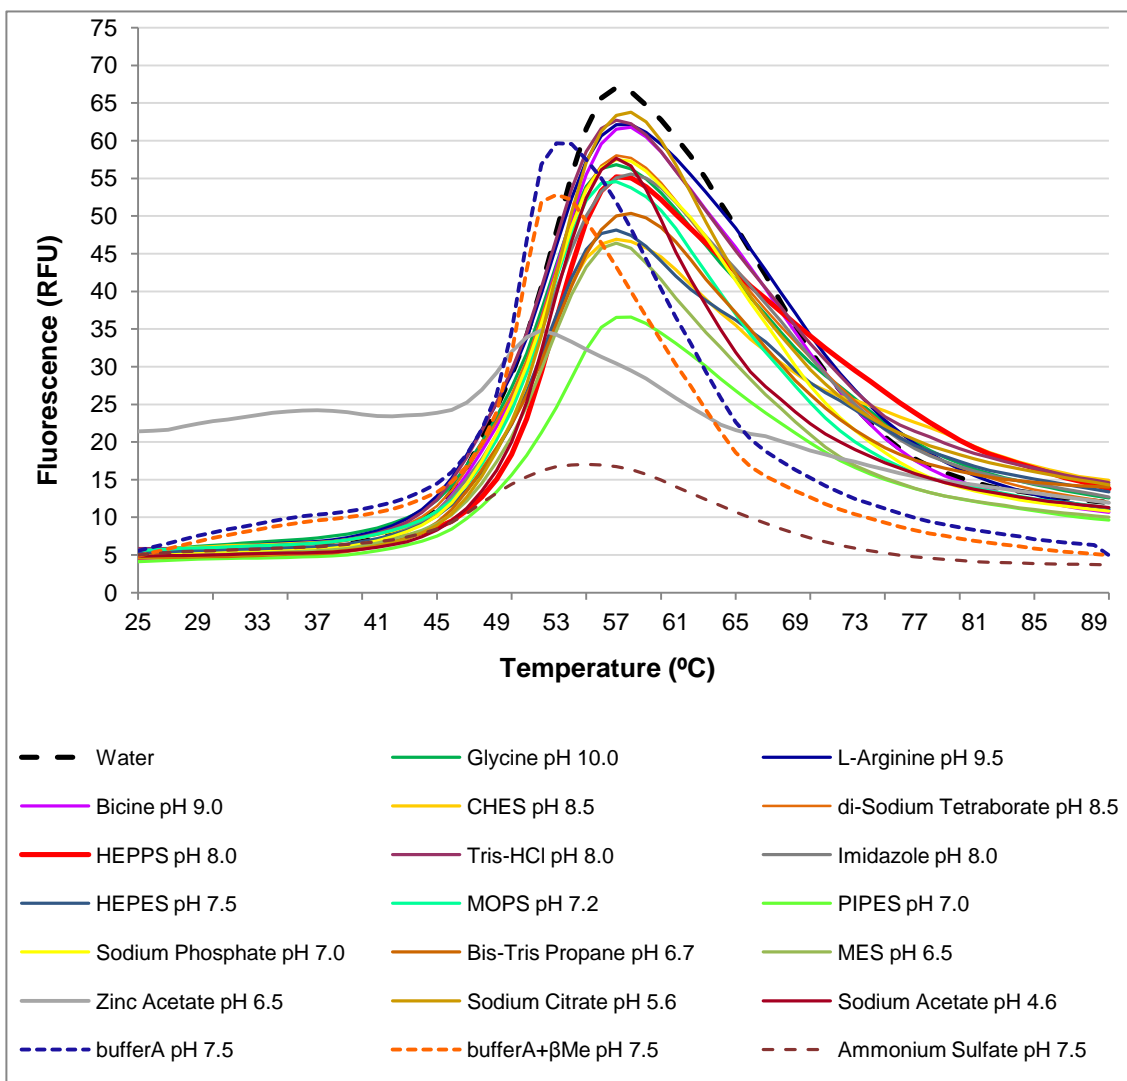 75
70
65
60
55
50
45
40
35
30
25
20
15
10
5
0
Fluorescence (RFU)
25 29 33 37 41 45 49 53 57 61 65 69 73 77 81 85 89
Temperature (ºC)
Water Glycine pH 10.0 L-Arginine pH 9.5
Bicine pH 9.0 CHES pH 8.5 di-Sodium Tetraborate pH 8.5
HEPPS pH 8.0 Tris-HCl pH 8.0 Imidazole pH 8.0
HEPES pH 7.5 MOPS pH 7.2 PIPES pH 7.0
Sodium Phosphate pH 7.0 Bis-Tris Propane pH 6.7 MES pH 6.5
Zinc Acetate pH 6.5 Sodium Citrate pH 5.6 Sodium Acetate pH 4.6
bufferA pH 7.5 bufferA+βMe pH 7.5 Ammonium Sulfate pH 7.5